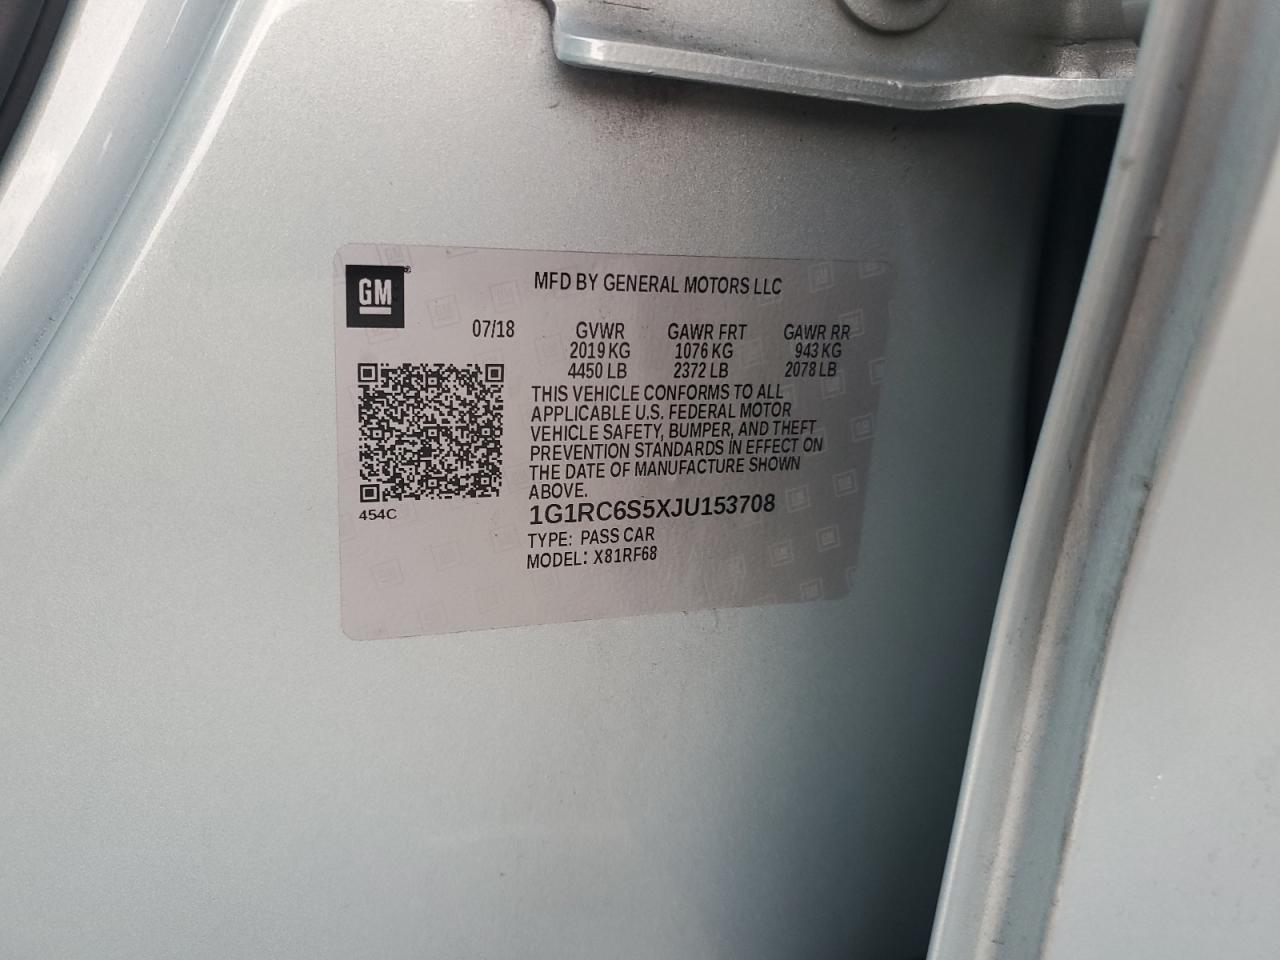 GM
MFD BY GENERAL MOTORS LLC
07/18 GVWR GAWR FRT GAWR RR
2019 KG 1076 KG 943 KG
4450 LB 2372 LB 2078 LB
THIS VEHICLE CONFORMS TO ALL
APPLICABLE U.S. FEDERAL MOTOR
VEHICLE SAFETY, BUMPER, AND THEFT
PREVENTION STANDARDS IN EFFECT ON
THE DATE OF MANUFACTURE SHOWN
ABOVE.
454C
1G1RC6S5XJU153708
TYPE: PASS CAR
MODEL: X81RF68